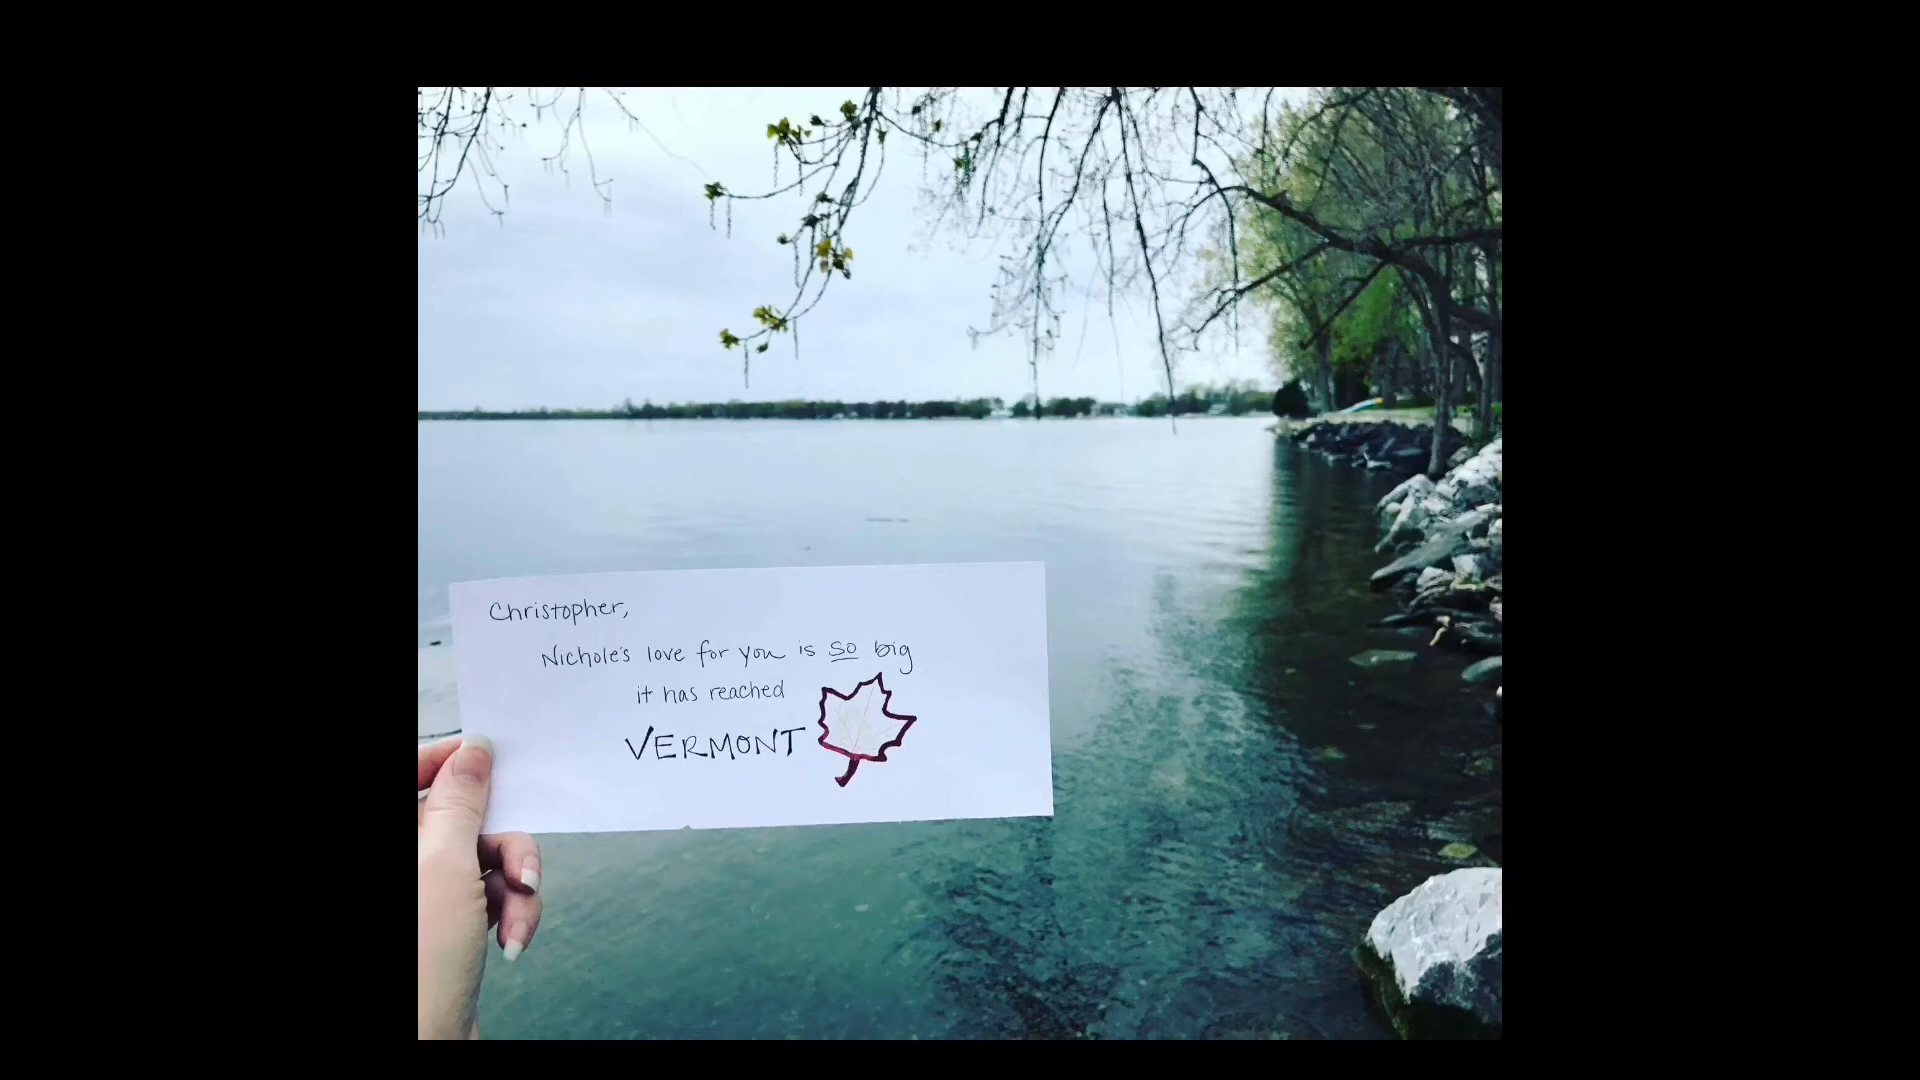 Christopher,
Nichole's love for you is so big
it has reached
VERMONT